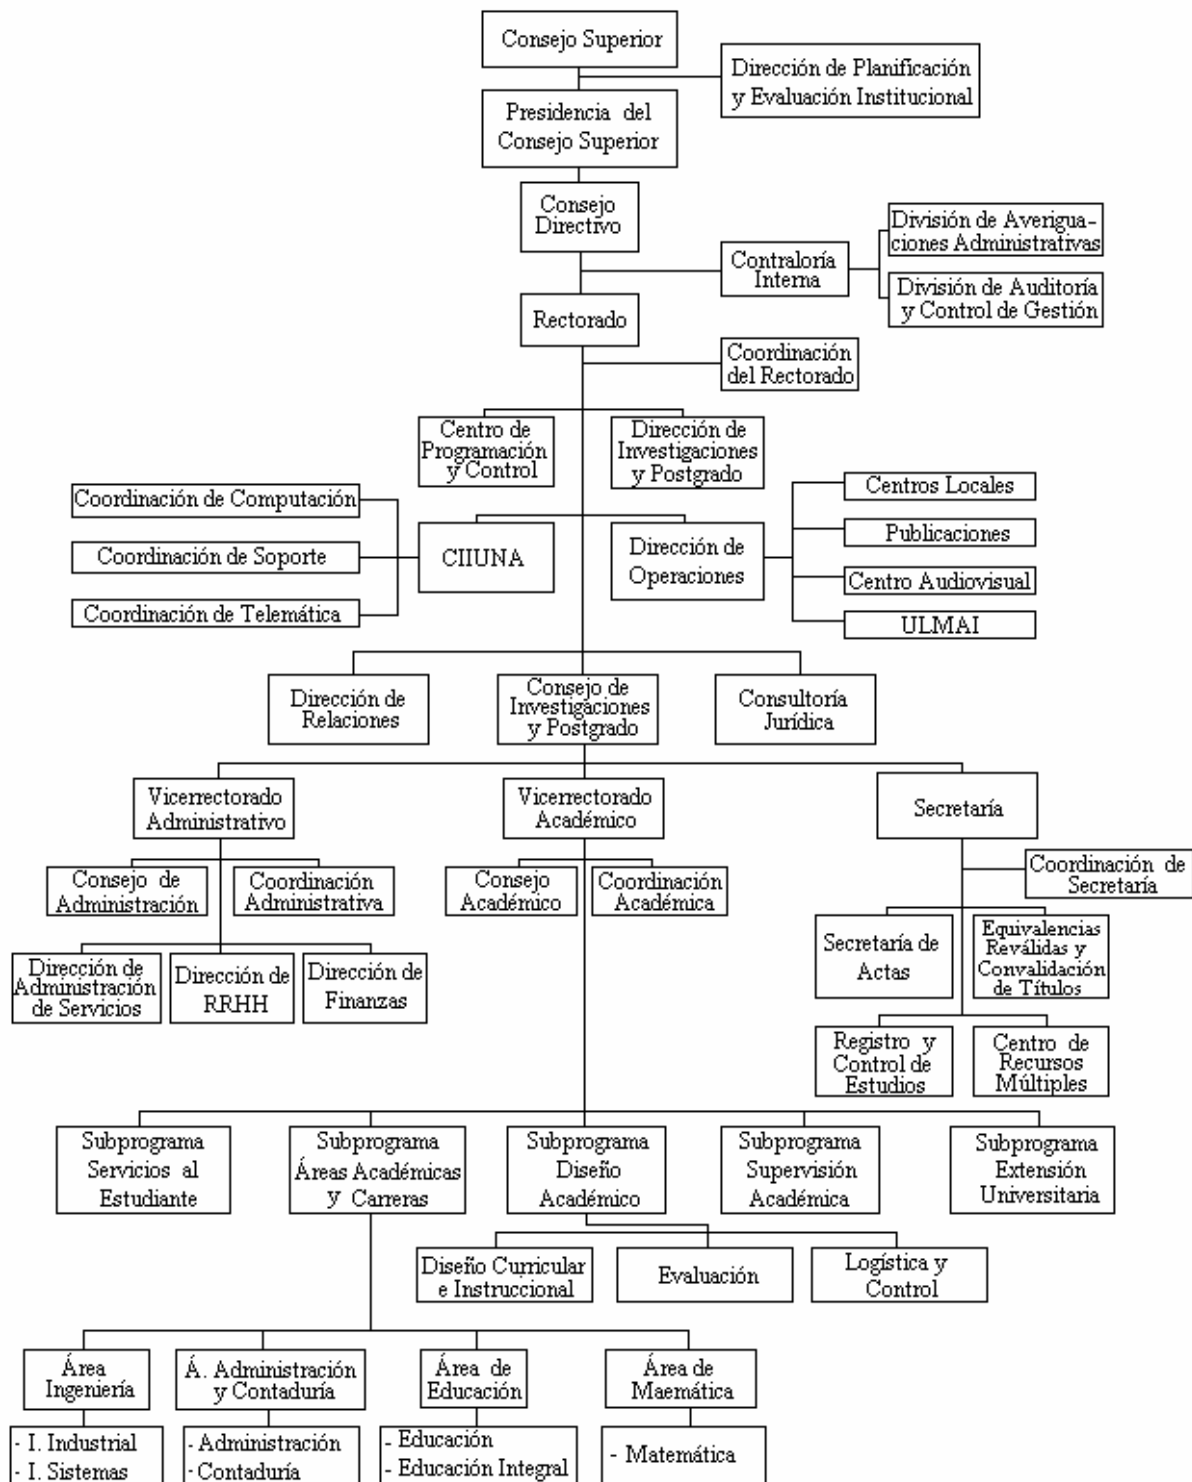 Consejo Superior
Dirección de Planificación
y Evaluación Institucional
Presidencia del
Consejo Superior
Consejo
Directivo
División de Averigua-
ciones Administrativas
Contraloría
Interna
División de Auditoría
y Control de Gestión
Rectorado
Coordinación
del Rectorado
Centro de
Programación
y Control
Dirección de
Investigaciones
y Postgrado
Coordinación de Computación
Coordinación de Soporte
Coordinación de Telemática
CIIUNA
Dirección de
Operaciones
Centros Locales
Publicaciones
Centro Audiovisual
ULMAI
Dirección de
Relaciones
Consejo de
Investigaciones
y Postgrado
Consultoría
Jurídica
Vicerrectorado
Administrativo
Vicerrectorado
Académico
Secretaría
Consejo de
Administración
Coordinación
Administrativa
Consejo
Académico
Coordinación
Académica
Coordinación de
Secretaría
Dirección de
Administración
de Servicios
Dirección de
RRHH
Dirección de
Finanzas
Secretaría de
Actas
Equivalencias
Reválidas y
Convalidación
de Títulos
Registro y
Control de
Estudios
Centro de
Recursos
Múltiples
Subprograma
Servicios al
Estudiante
Subprograma
Áreas Académicas
y Carreras
Subprograma
Diseño
Académico
Subprograma
Supervisión
Académica
Subprograma
Extensión
Universitaria
Diseño Curricular
e Instruccional
Evaluación
Logística y
Control
Área
Ingeniería
Á. Administración
y Contaduría
Área de
Educación
Área de
Maemática
- I. Industrial
- I. Sistemas
- Administración
- Contaduría
- Educación
- Educación Integral
- Matemática